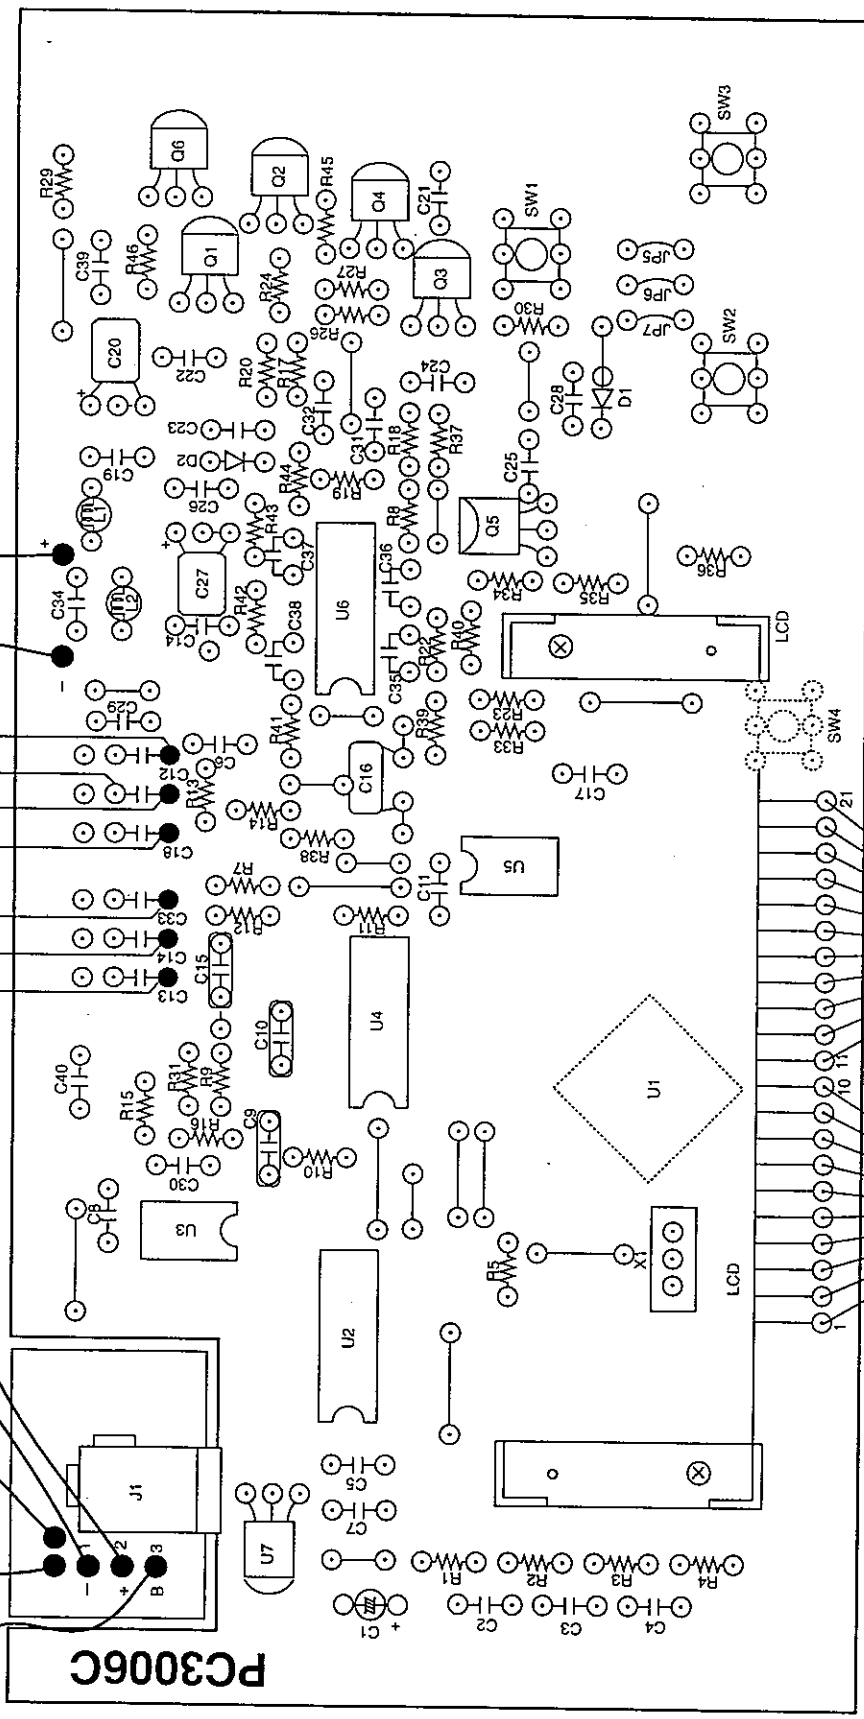 SW3
R29
Q6
Q2
R45
Q4
C21
SW1
C39
R46
Q1
R24
R27
Q3
JP5
JP6
JP7
R26
R30
SW2
+
C20
C22
R20
R17
C32
C24
C31
C28
D1
C23
R18
R37
C19
D2
R44
R19
C25
L1
C26
R43
R8
Q5
+
+
C37
C36
C34
L2
C27
R42
U6
R34
R35
R36
C14
C38
C35
R22
R40
LCD
-
C29
R41
R39
R23
R33
SW4
C12
C6
R13
C16
C17
R14
C18
R38
21
R7
C11
U5
C33
R12
R11
C14
C15
C13
C10
U4
C40
R31
R9
R15
R16
U1
11
10
C9
C30
R10
C8
U3
R5
X1
LCD
U2
1
J1
C5
C7
1
2
3
-
+
B
U7
R1
R2
R3
R4
C1
+
C2
C3
C4
PC3006C